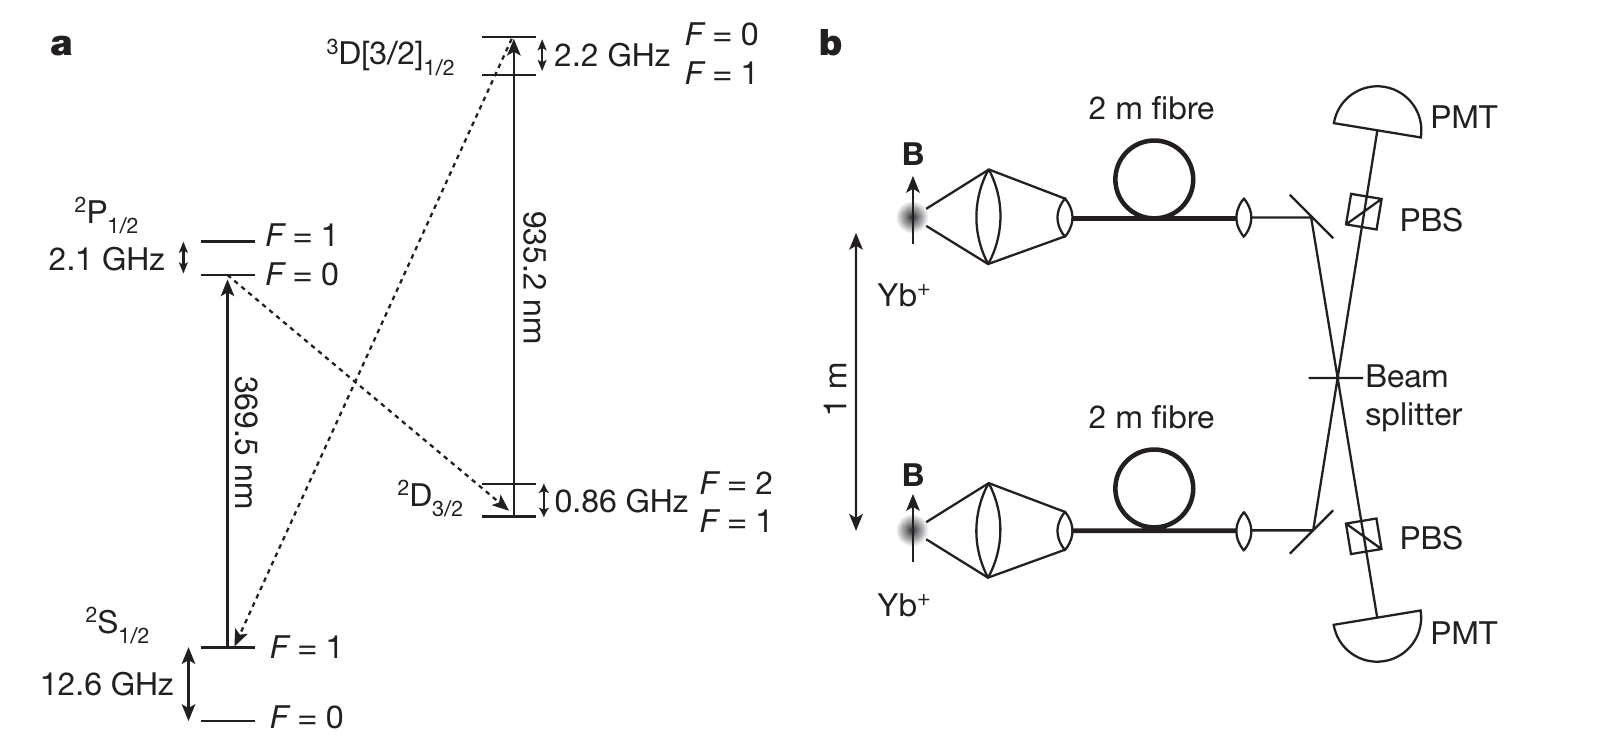 a
³D[3/2]₁/₂
2.2 GHz
F = 0
F = 1
²P₁/₂
2.1 GHz
F = 1
F = 0
935.2 nm
369.5 nm
²D₃/₂
0.86 GHz
F = 2
F = 1
²S₁/₂
12.6 GHz
F = 1
F = 0
b
2 m fibre
B
Yb⁺
PMT
PBS
1 m
Beam
splitter
2 m fibre
B
Yb⁺
PBS
PMT